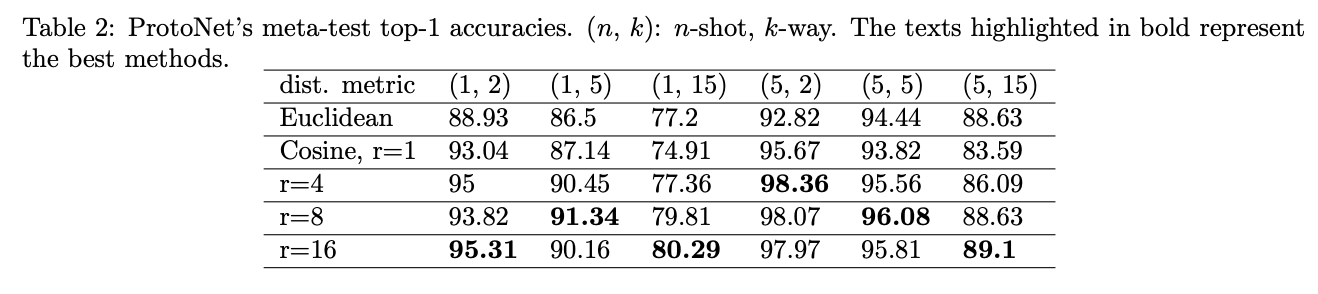 Table 2: ProtoNet's meta-test top-1 accuracies. (n, k): n-shot, k-way. The texts highlighted in bold represent
the best methods.
dist. metric (1, 2) (1, 5) (1, 15) (5, 2) (5, 5) (5, 15)
Euclidean 88.93 86.5 77.2 92.82 94.44 88.63
Cosine, r=1 93.04 87.14 74.91 95.67 93.82 83.59
r=4 95 90.45 77.36 98.36 95.56 86.09
r=8 93.82 91.34 79.81 98.07 96.08 88.63
r=16 95.31 90.16 80.29 97.97 95.81 89.1